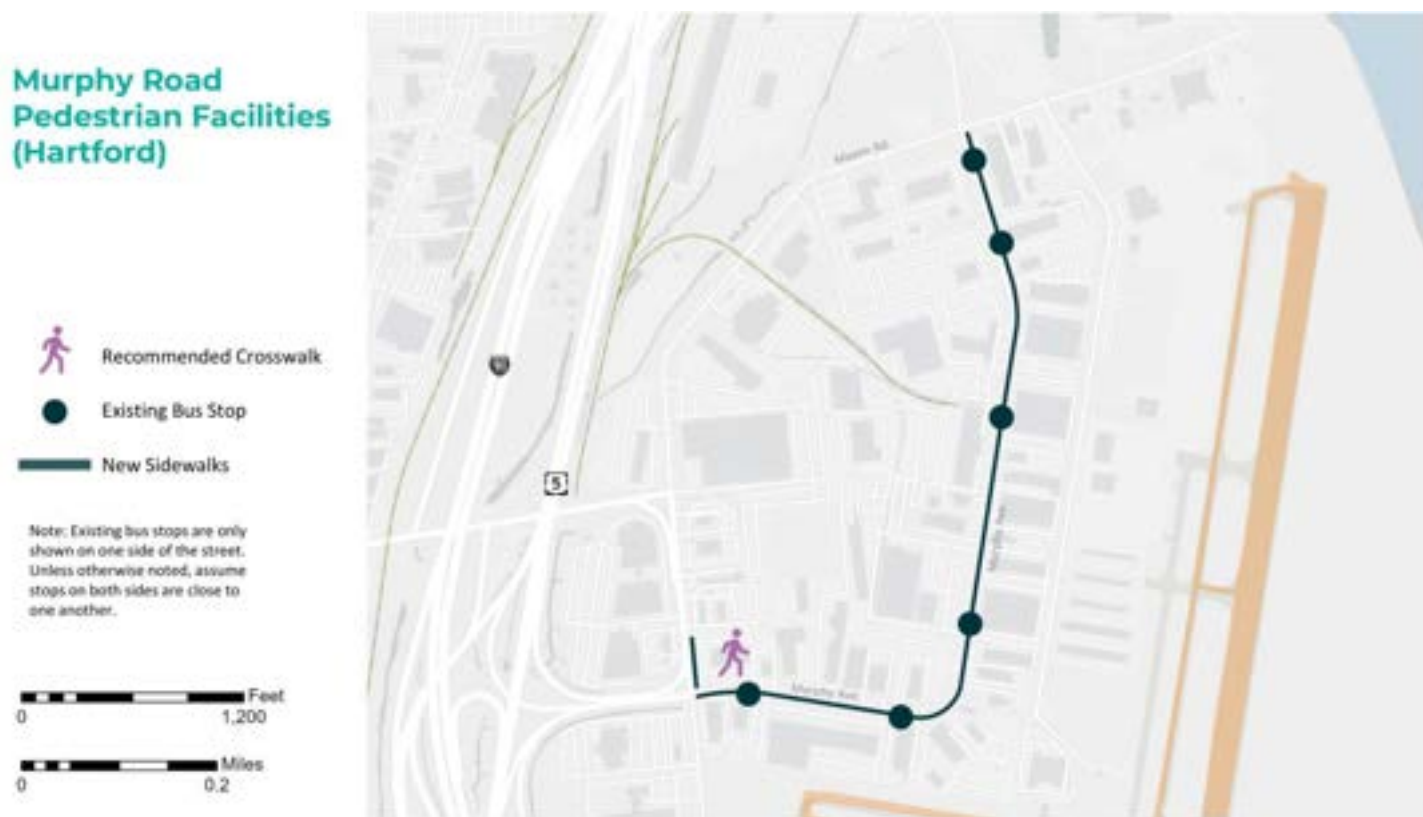 Murphy Road
Pedestrian Facilities
(Hartford)
Recommended Crosswalk
Existing Bus Stop
New Sidewalks
Note: Existing bus stops are only
shown on one side of the street.
Unless otherwise noted, assume
stops on both sides are close to
one another.
Feet
0 1,200
Miles
0 0.2
5
Murphy